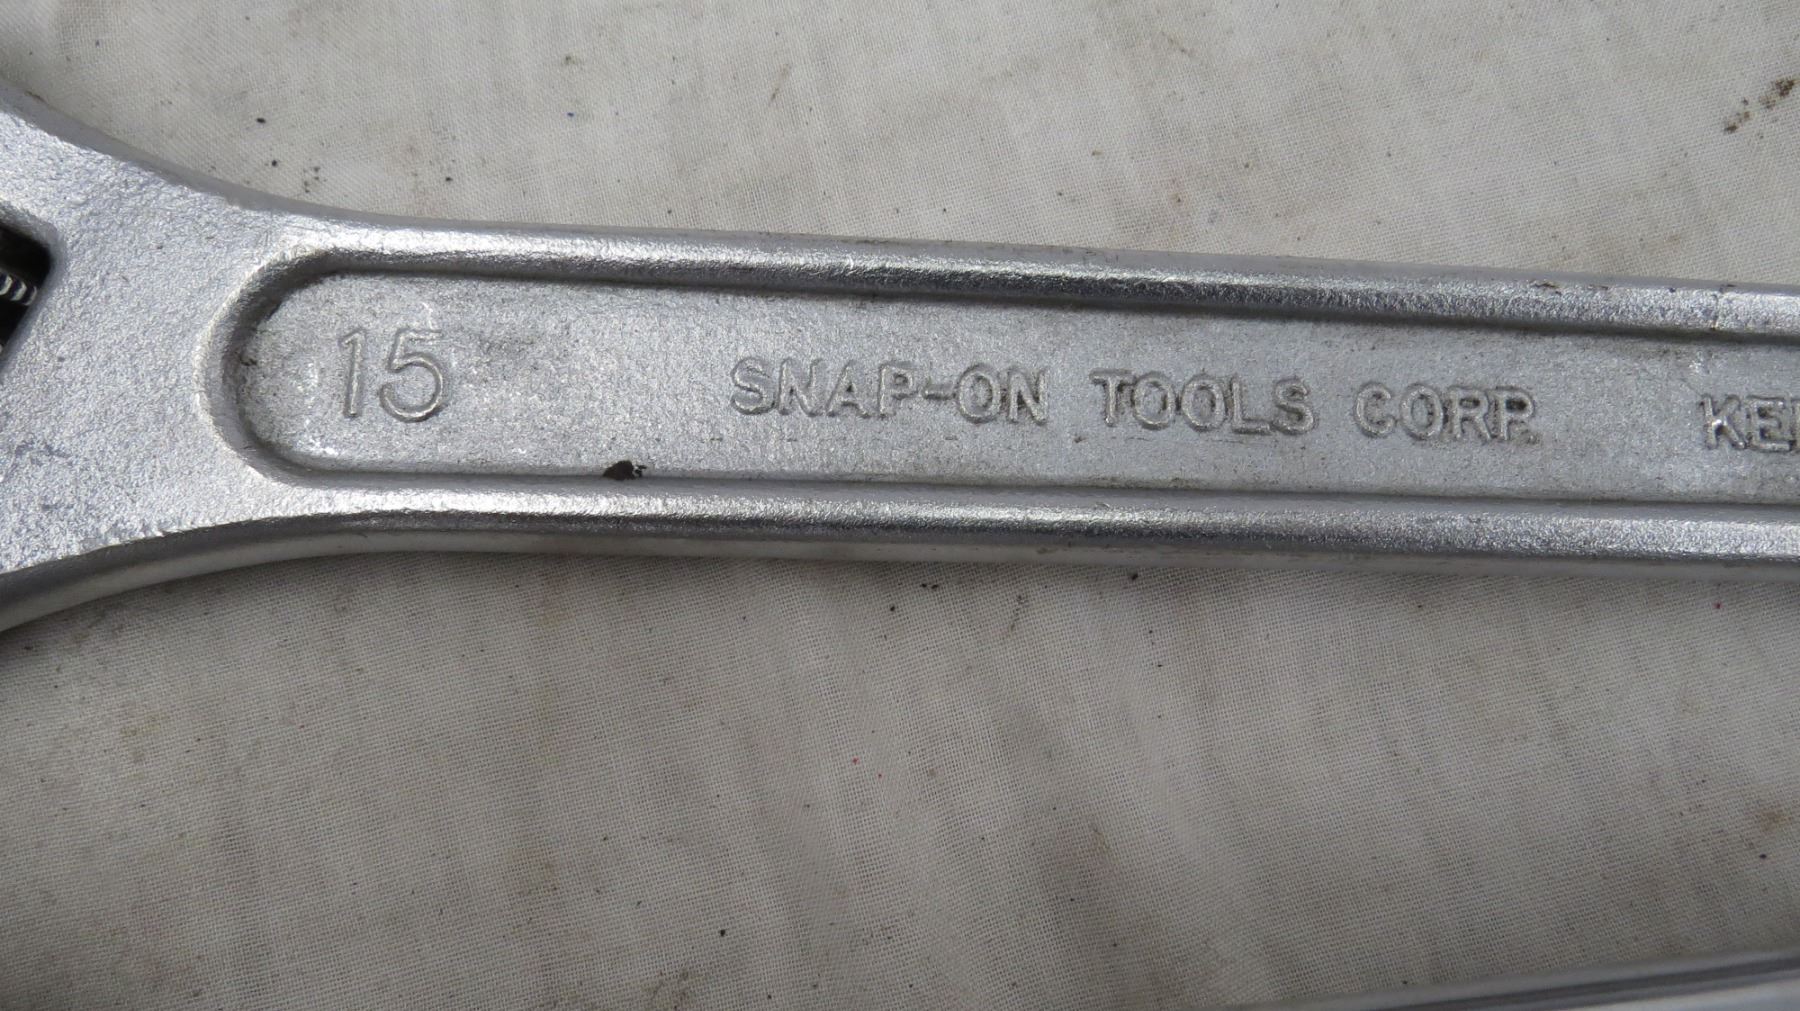 15 SNAP-ON TOOLS CORP.